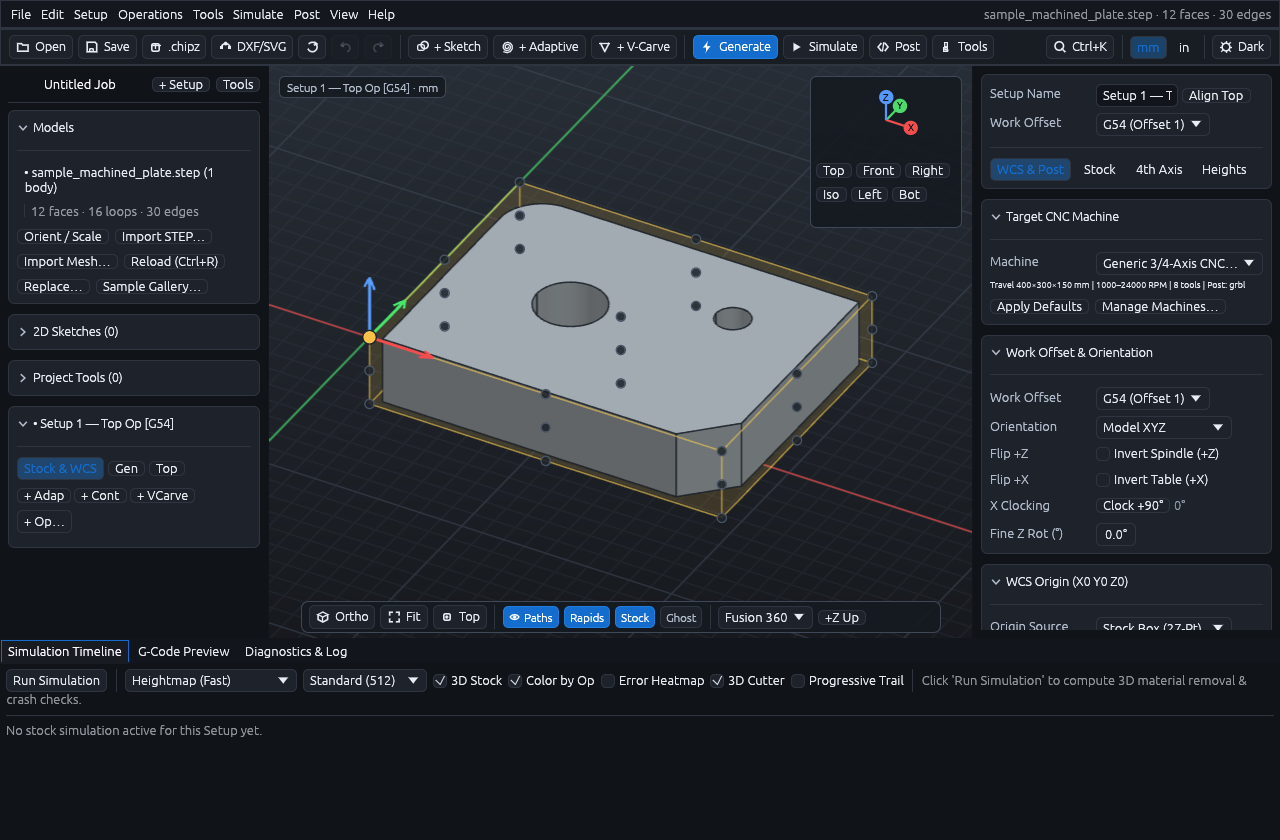 File Edit Setup Operations Tools Simulate Post View Help
sample_machined_plate.step · 12 faces · 30 edges
Open Save .chipz DXF/SVG + Sketch + Adaptive + V-Carve Generate Simulate Post Tools Ctrl+K mm in Dark
Untitled Job + Setup Tools
Models
• sample_machined_plate.step (1
body)
12 faces · 16 loops · 30 edges
Orient / Scale Import STEP…
Import Mesh… Reload (Ctrl+R)
Replace… Sample Gallery…
2D Sketches (0)
Project Tools (0)
• Setup 1 — Top Op [G54]
Stock & WCS Gen Top
+ Adap + Cont + VCarve
+ Op…
Setup 1 — Top Op [G54] · mm
Z
Y
X
Top Front Right
Iso Left Bot
Ortho Fit Top Paths Rapids Stock Ghost Fusion 360 +Z Up
Setup Name Setup 1 — T Align Top
Work Offset G54 (Offset 1)
WCS & Post Stock 4th Axis Heights
Target CNC Machine
Machine Generic 3/4-Axis CNC…
Travel 400×300×150 mm | 1000–24000 RPM | 8 tools | Post: grbl
Apply Defaults Manage Machines…
Work Offset & Orientation
Work Offset G54 (Offset 1)
Orientation Model XYZ
Flip +Z Invert Spindle (+Z)
Flip +X Invert Table (+X)
X Clocking Clock +90° 0°
Fine Z Rot (°) 0.0°
WCS Origin (X0 Y0 Z0)
Origin Source Stock Box (27-Pt)
Simulation Timeline G-Code Preview Diagnostics & Log
Run Simulation Heightmap (Fast) Standard (512) 3D Stock Color by Op Error Heatmap 3D Cutter Progressive Trail Click 'Run Simulation' to compute 3D material removal &
crash checks.
No stock simulation active for this Setup yet.